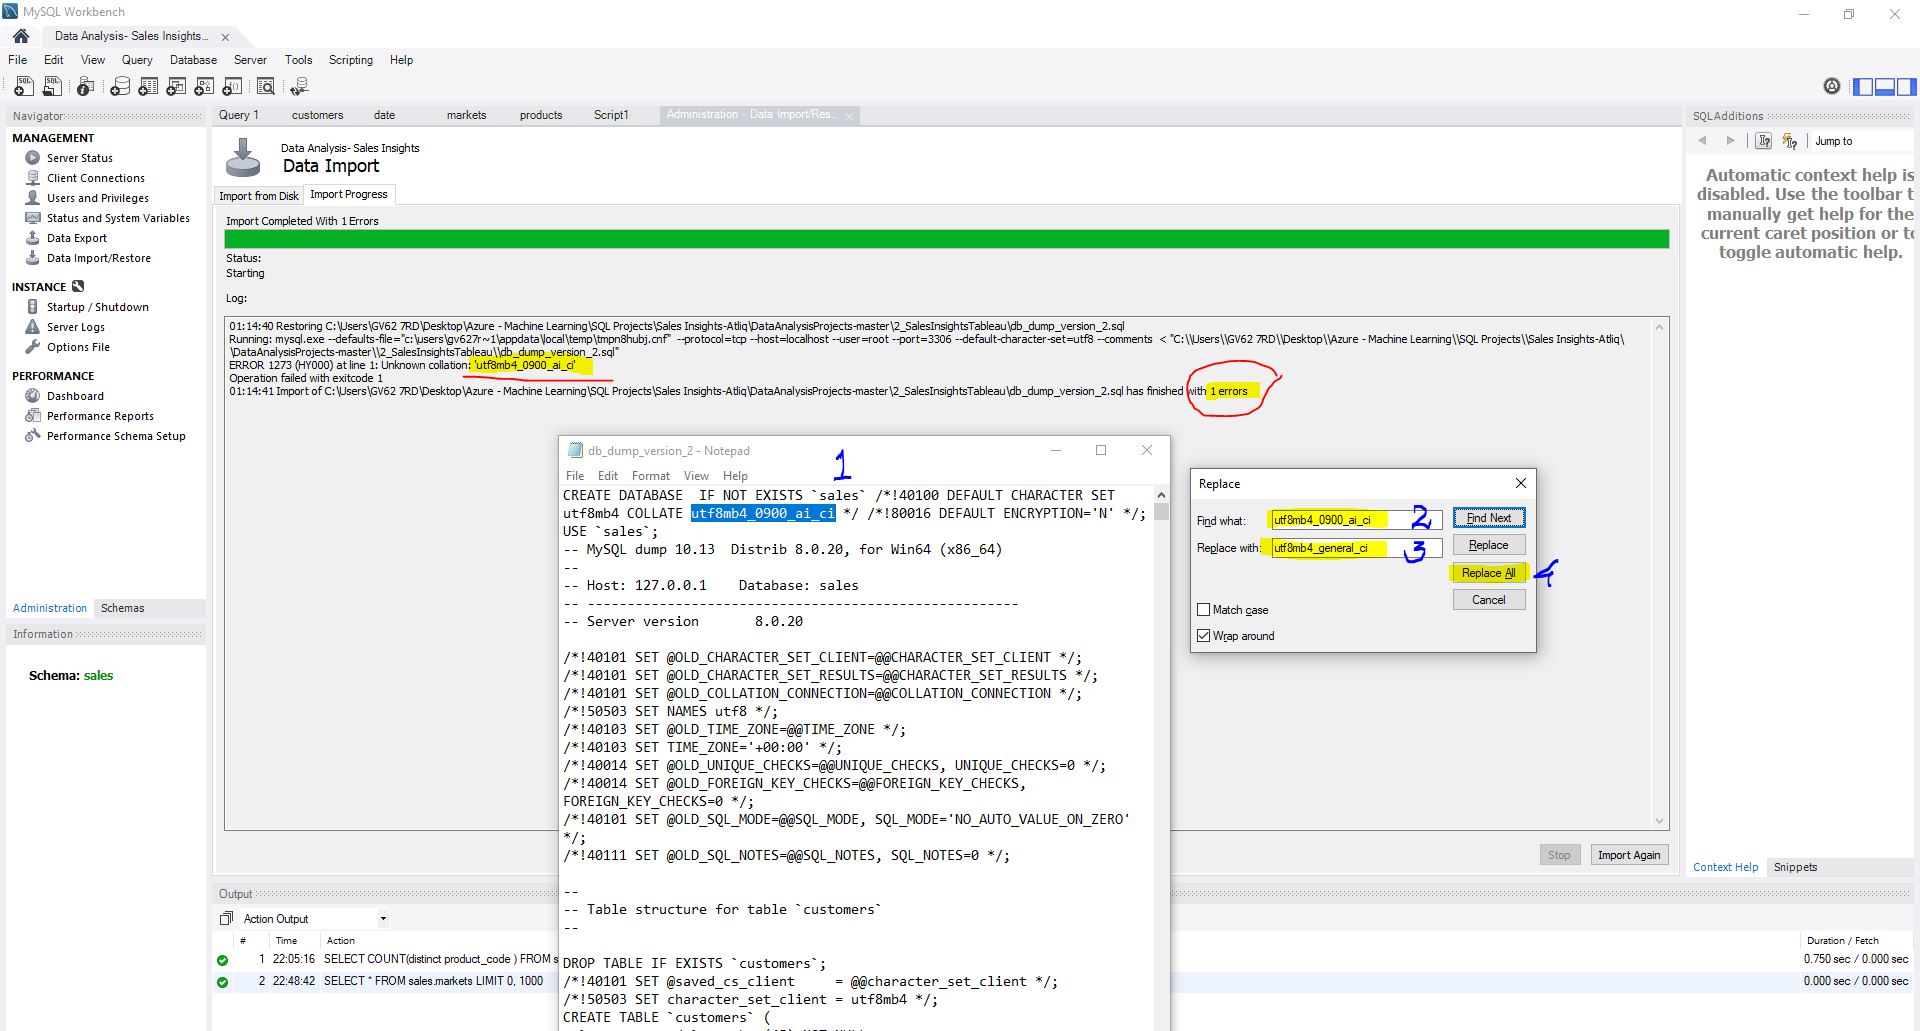 MySQL Workbench
Data Analysis- Sales Insights...
File Edit View Query Database Server Tools Scripting Help
Navigator
MANAGEMENT
Server Status
Client Connections
Users and Privileges
Status and System Variables
Data Export
Data Import/Restore
INSTANCE
Startup / Shutdown
Server Logs
Options File
PERFORMANCE
Dashboard
Performance Reports
Performance Schema Setup
Administration Schemas
Information
Schema: sales
Query 1 customers date markets products Script1 Administration - Data Import/Res...
Data Analysis- Sales Insights
Data Import
Import from Disk Import Progress
Import Completed With 1 Errors
Status:
Starting
Log:
01:14:40 Restoring C:\Users\GV62 7RD\Desktop\Azure - Machine Learning\SQL Projects\Sales Insights-Atliq\DataAnalysisProjects-master\2_SalesInsightsTableau\db_dump_version_2.sql
Running: mysql.exe --defaults-file="c:\users\gv627r~1\appdata\local\temp\tmpn8hubj.cnf" --protocol=tcp --host=localhost --user=root --port=3306 --default-character-set=utf8 --comments < "C:\\Users\\GV62 7RD\\Desktop\\Azure - Machine Learning\\SQL Projects\\Sales Insights-Atliq\
\DataAnalysisProjects-master\\2_SalesInsightsTableau\\db_dump_version_2.sql"
ERROR 1273 (HY000) at line 1: Unknown collation: 'utf8mb4_0900_ai_ci'
Operation failed with exitcode 1
01:14:41 Import of C:\Users\GV62 7RD\Desktop\Azure - Machine Learning\SQL Projects\Sales Insights-Atliq\DataAnalysisProjects-master\2_SalesInsightsTableau\db_dump_version_2.sql has finished with 1 errors
db_dump_version_2 - Notepad
1
File Edit Format View Help
CREATE DATABASE  IF NOT EXISTS `sales` /*!40100 DEFAULT CHARACTER SET
utf8mb4 COLLATE utf8mb4_0900_ai_ci */ /*!80016 DEFAULT ENCRYPTION='N' */;
USE `sales`;
-- MySQL dump 10.13  Distrib 8.0.20, for Win64 (x86_64)
--
-- Host: 127.0.0.1    Database: sales
-- ------------------------------------------------------
-- Server version       8.0.20
/*!40101 SET @OLD_CHARACTER_SET_CLIENT=@@CHARACTER_SET_CLIENT */;
/*!40101 SET @OLD_CHARACTER_SET_RESULTS=@@CHARACTER_SET_RESULTS */;
/*!40101 SET @OLD_COLLATION_CONNECTION=@@COLLATION_CONNECTION */;
/*!50503 SET NAMES utf8 */;
/*!40103 SET @OLD_TIME_ZONE=@@TIME_ZONE */;
/*!40103 SET TIME_ZONE='+00:00' */;
/*!40014 SET @OLD_UNIQUE_CHECKS=@@UNIQUE_CHECKS, UNIQUE_CHECKS=0 */;
/*!40014 SET @OLD_FOREIGN_KEY_CHECKS=@@FOREIGN_KEY_CHECKS,
FOREIGN_KEY_CHECKS=0 */;
/*!40101 SET @OLD_SQL_MODE=@@SQL_MODE, SQL_MODE='NO_AUTO_VALUE_ON_ZERO'
*/;
/*!40111 SET @OLD_SQL_NOTES=@@SQL_NOTES, SQL_NOTES=0 */;
--
-- Table structure for table `customers`
--
DROP TABLE IF EXISTS `customers`;
/*!40101 SET @saved_cs_client     = @@character_set_client */;
/*!50503 SET character_set_client = utf8mb4 */;
CREATE TABLE `customers` (
Replace
Find what: utf8mb4_0900_ai_ci 2 Find Next
Replace with: utf8mb4_general_ci 3 Replace
Replace All 4
Cancel
Match case
Wrap around
Stop Import Again
Output
Action Output
# Time Action Duration / Fetch
1 22:05:16 SELECT COUNT(distinct product_code ) FROM s 0.750 sec / 0.000 sec
2 22:48:42 SELECT * FROM sales.markets LIMIT 0, 1000 0.000 sec / 0.000 sec
SQLAdditions
Jump to
Automatic context help is
disabled. Use the toolbar t
manually get help for the
current caret position or to
toggle automatic help.
Context Help Snippets